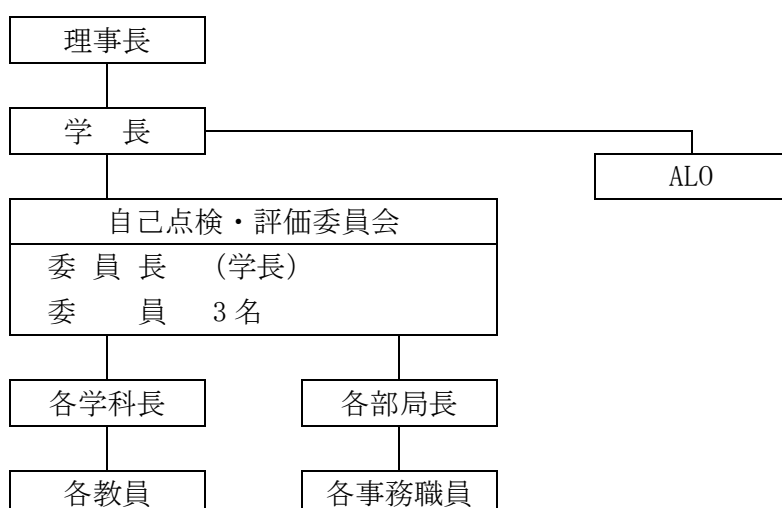 理事長
学　長
ALO
自己点検・評価委員会
委 員 長　（学長）
委　　員　3 名
各学科長　各部局長
各教員　各事務職員